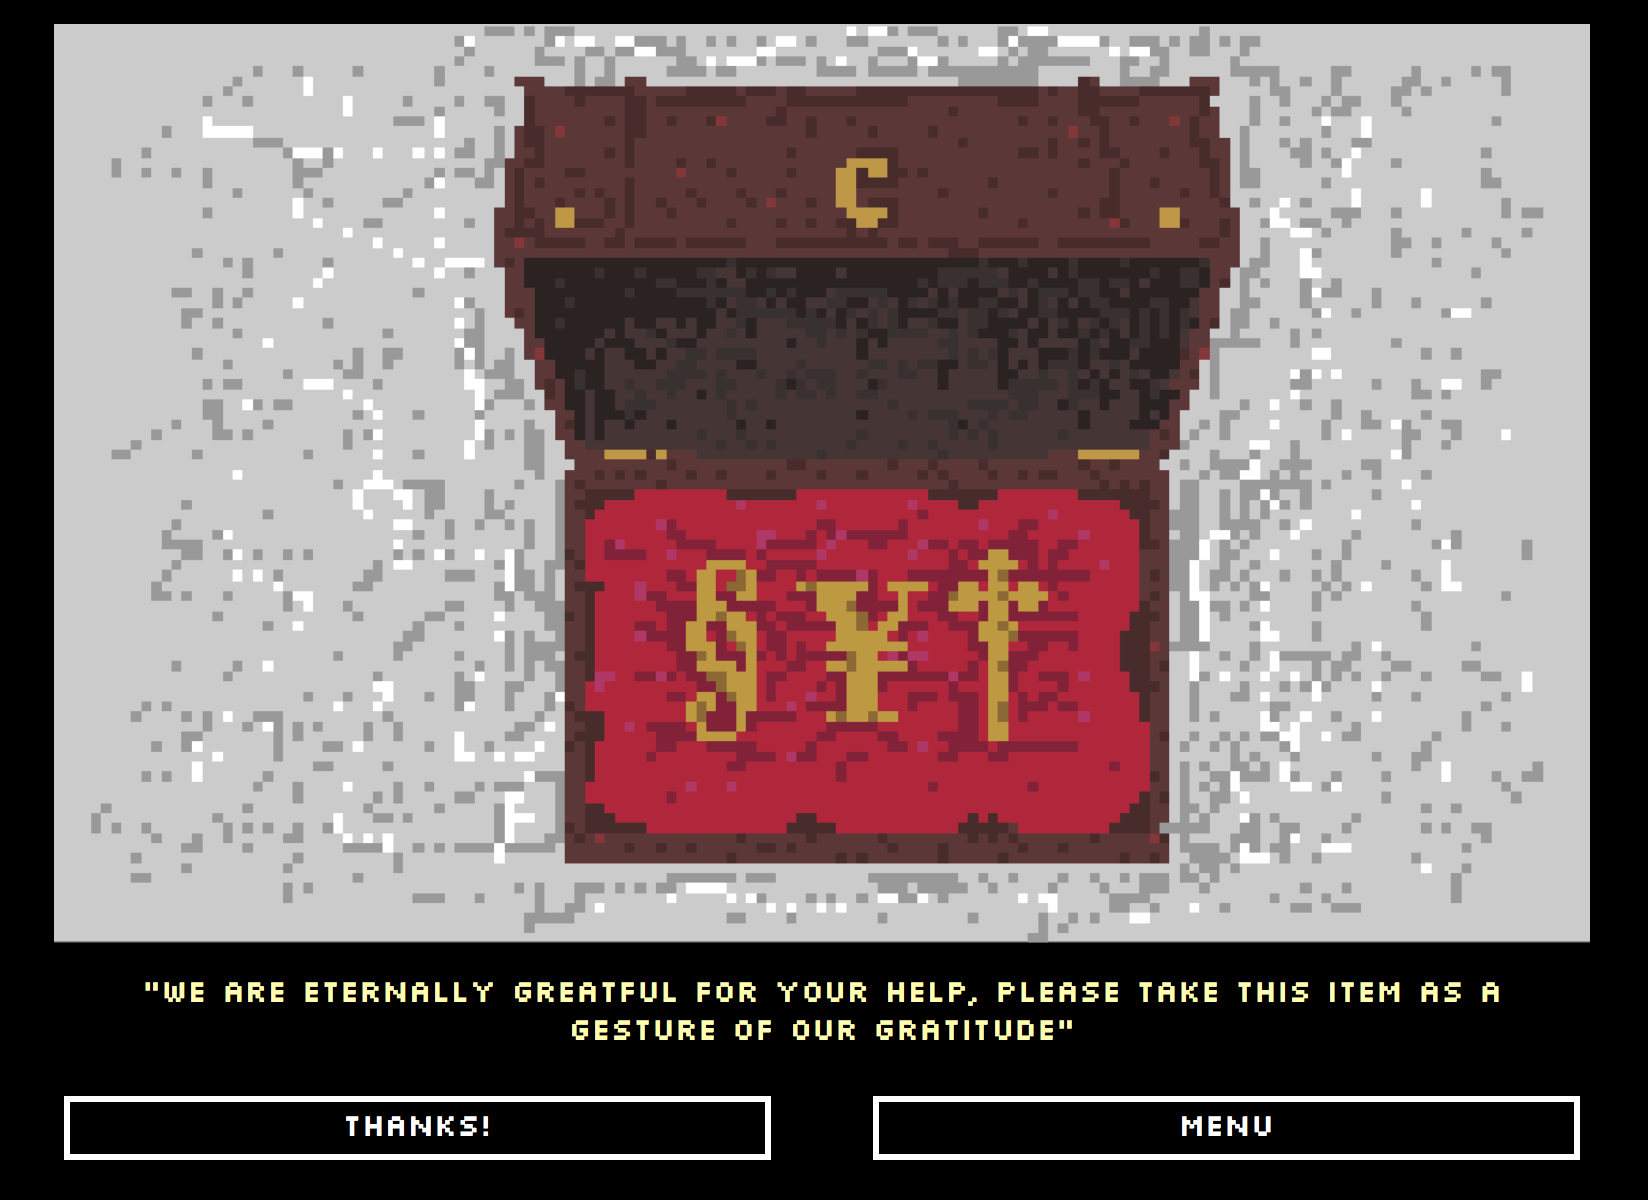 C
§¥†
"WE ARE ETERNALLY GREATFUL FOR YOUR HELP, PLEASE TAKE THIS ITEM AS A
GESTURE OF OUR GRATITUDE"
THANKS!
MENU